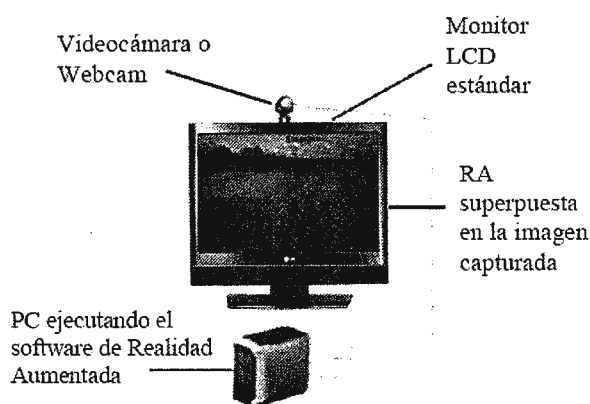 Videocámara o
Webcam
Monitor
LCD
estándar
RA
superpuesta
en la imagen
capturada
PC ejecutando el
software de Realidad
Aumentada